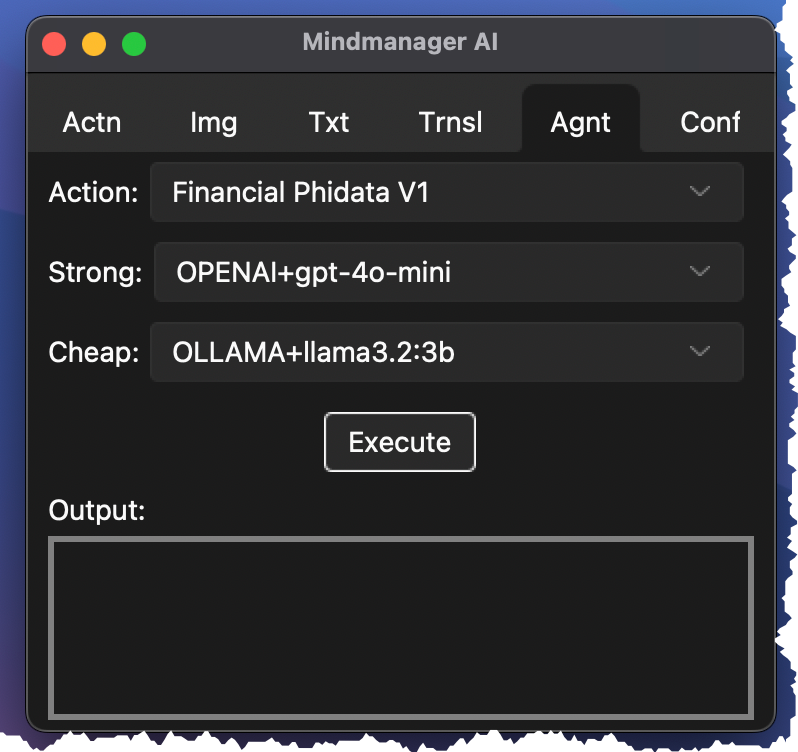 Mindmanager AI
Actn Img Txt Trnsl Agnt Conf
Action: Financial Phidata V1
Strong: OPENAI+gpt-4o-mini
Cheap: OLLAMA+llama3.2:3b
Execute
Output: